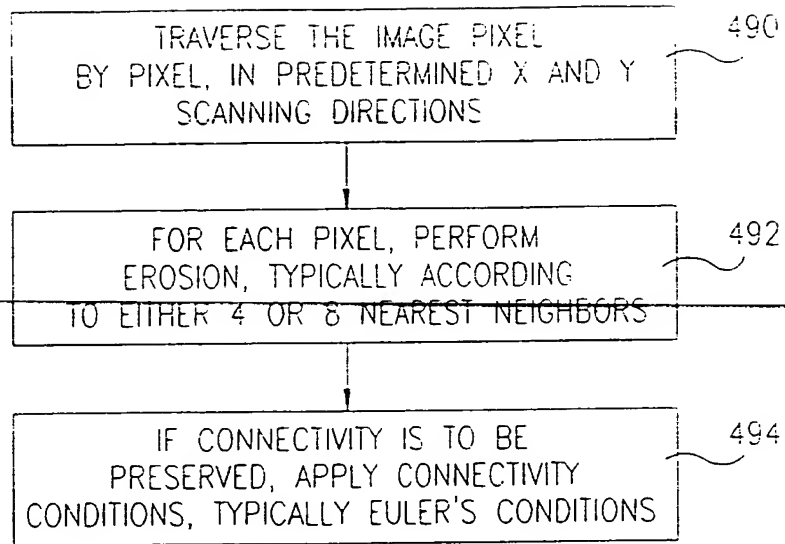 TRAVERSE THE IMAGE PIXEL
BY PIXEL, IN PREDETERMINED X AND Y
SCANNING DIRECTIONS
490
FOR EACH PIXEL, PERFORM
EROSION, TYPICALLY ACCORDING
TO EITHER 4 OR 8 NEAREST NEIGHBORS
492
IF CONNECTIVITY IS TO BE
PRESERVED, APPLY CONNECTIVITY
CONDITIONS, TYPICALLY EULER'S CONDITIONS
494